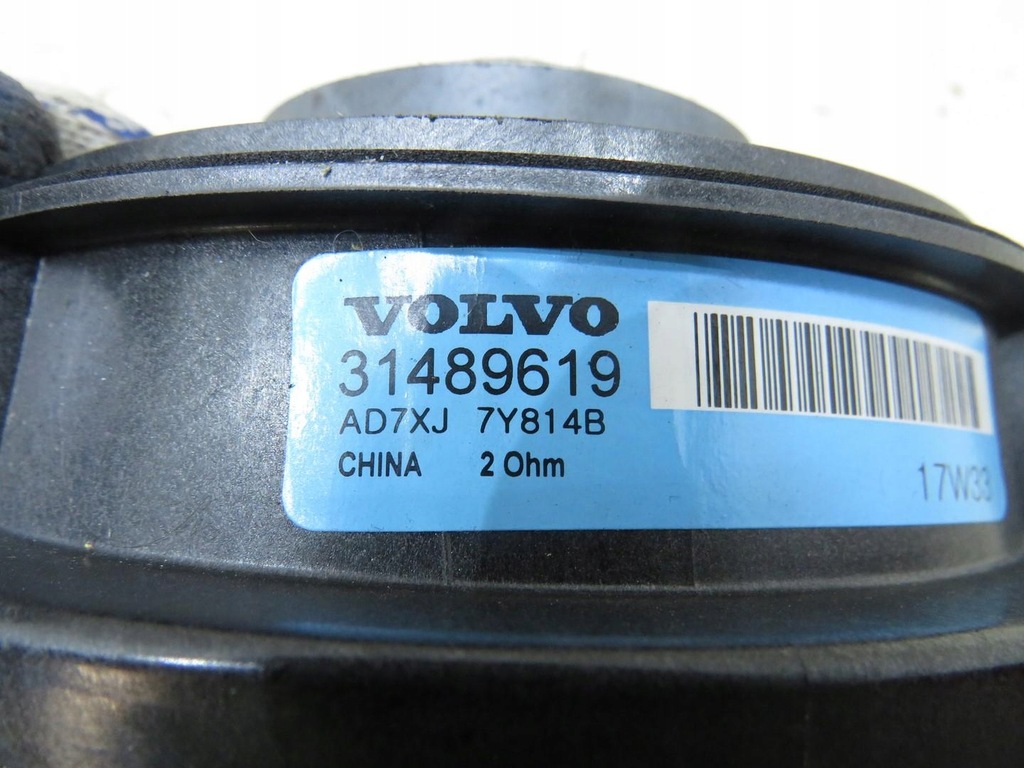 VOLVO
31489619
AD7XJ 7Y814B
CHINA 2 Ohm
17W33